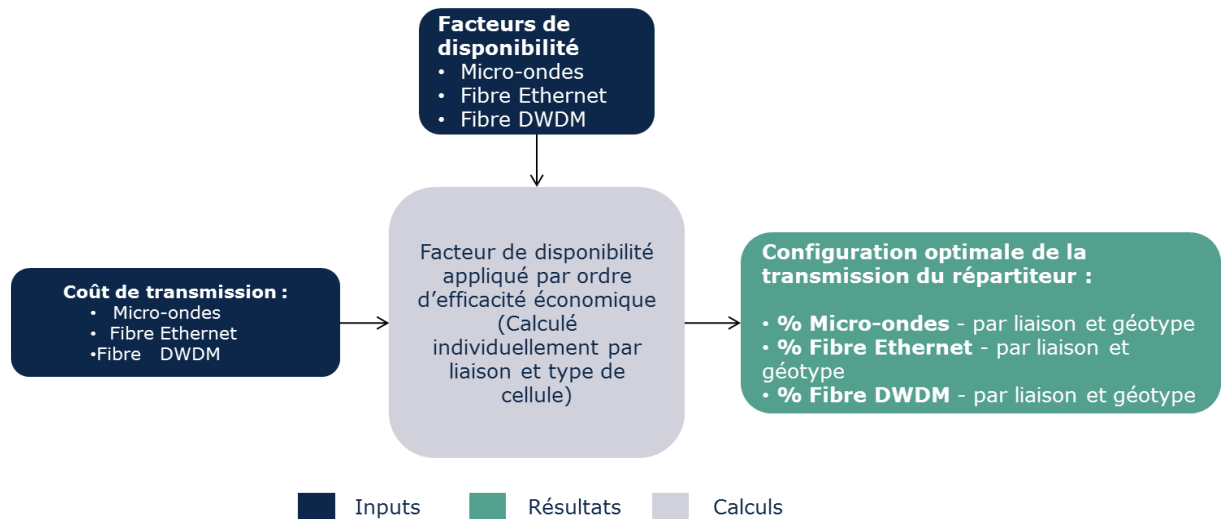 Facteurs de
disponibilité
• Micro-ondes
• Fibre Ethernet
• Fibre DWDM
Coût de transmission :
• Micro-ondes
• Fibre Ethernet
•Fibre DWDM
Facteur de disponibilité
appliqué par ordre
d’efficacité économique
(Calculé
individuellement par
liaison et type de
cellule)
Configuration optimale de la
transmission du répartiteur :
• % Micro-ondes - par liaison et géotype
• % Fibre Ethernet - par liaison et
géotype
• % Fibre DWDM - par liaison et géotype
Inputs
Résultats
Calculs